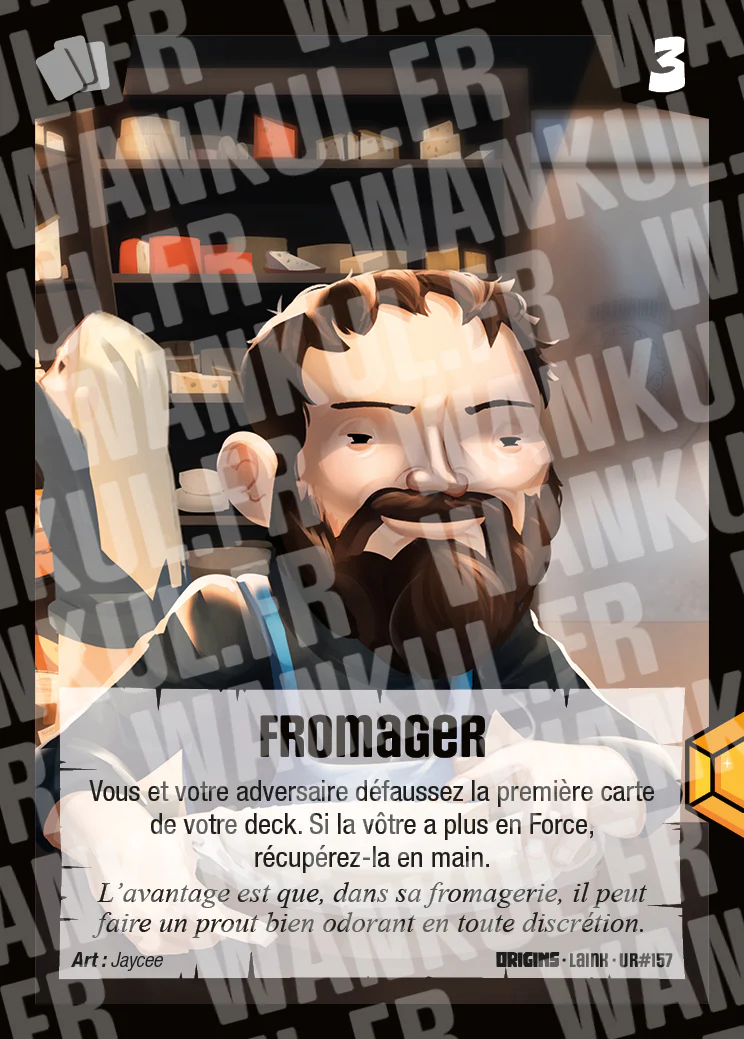 3
FROMAGER
Vous et votre adversaire défaussez la première carte
de votre deck. Si la vôtre a plus en Force,
récupérez-la en main.
L'avantage est que, dans sa fromagerie, il peut
faire un prout bien odorant en toute discrétion.
Art : Jaycee
ORIGINS · LAINK · UR#157
WANKUL.FR